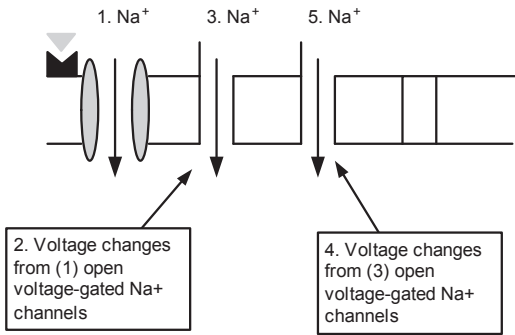 1. Na⁺
3. Na⁺
5. Na⁺
2. Voltage changes
from (1) open
voltage-gated Na+
channels
4. Voltage changes
from (3) open
voltage-gated Na+
channels